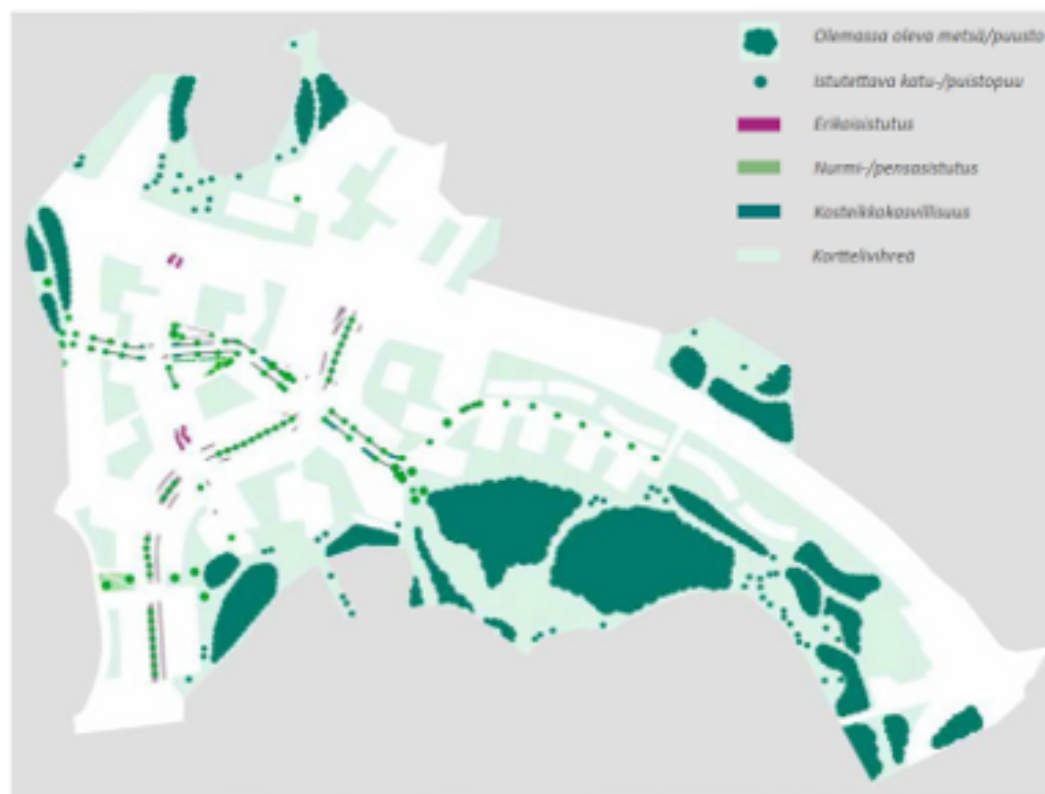 Olemassa oleva metsä/puusto
Istutettava katu-/puistopuu
Erikoisistutus
Nurmi-/pensasistutus
Kosteikkokasvillisuus
Korttelivihreä